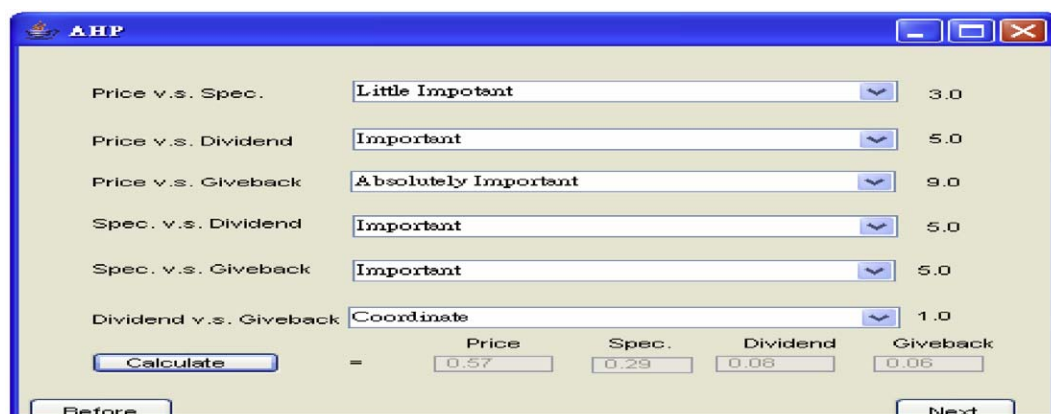 AHP
Price v.s. Spec. Little Impotant 3.0
Price v.s. Dividend Important 5.0
Price v.s. Giveback Absolutely Important 9.0
Spec. v.s. Dividend Important 5.0
Spec. v.s. Giveback Important 5.0
Dividend v.s. Giveback Coordinate 1.0
Price Spec. Dividend Giveback
Calculate = 0.57 0.29 0.08 0.06
Before Next